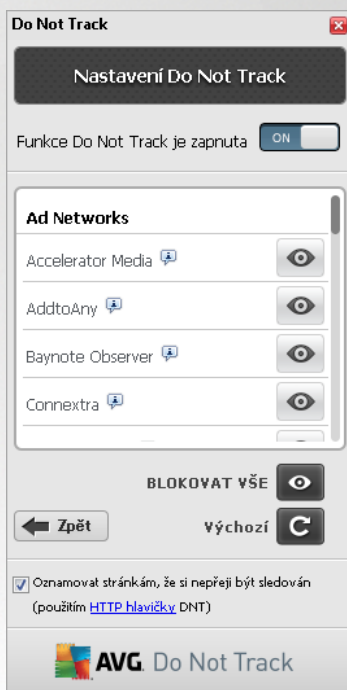 Do Not Track
Nastavení Do Not Track
Funkce Do Not Track je zapnuta ON
Ad Networks
Accelerator Media
AddtoAny
Baynote Observer
Connextra
BLOKOVAT VŠE
Zpět
Výchozí
Oznamovat stránkám, že si nepřeji být sledován
(použitím HTTP hlavičky DNT)
AVG. Do Not Track